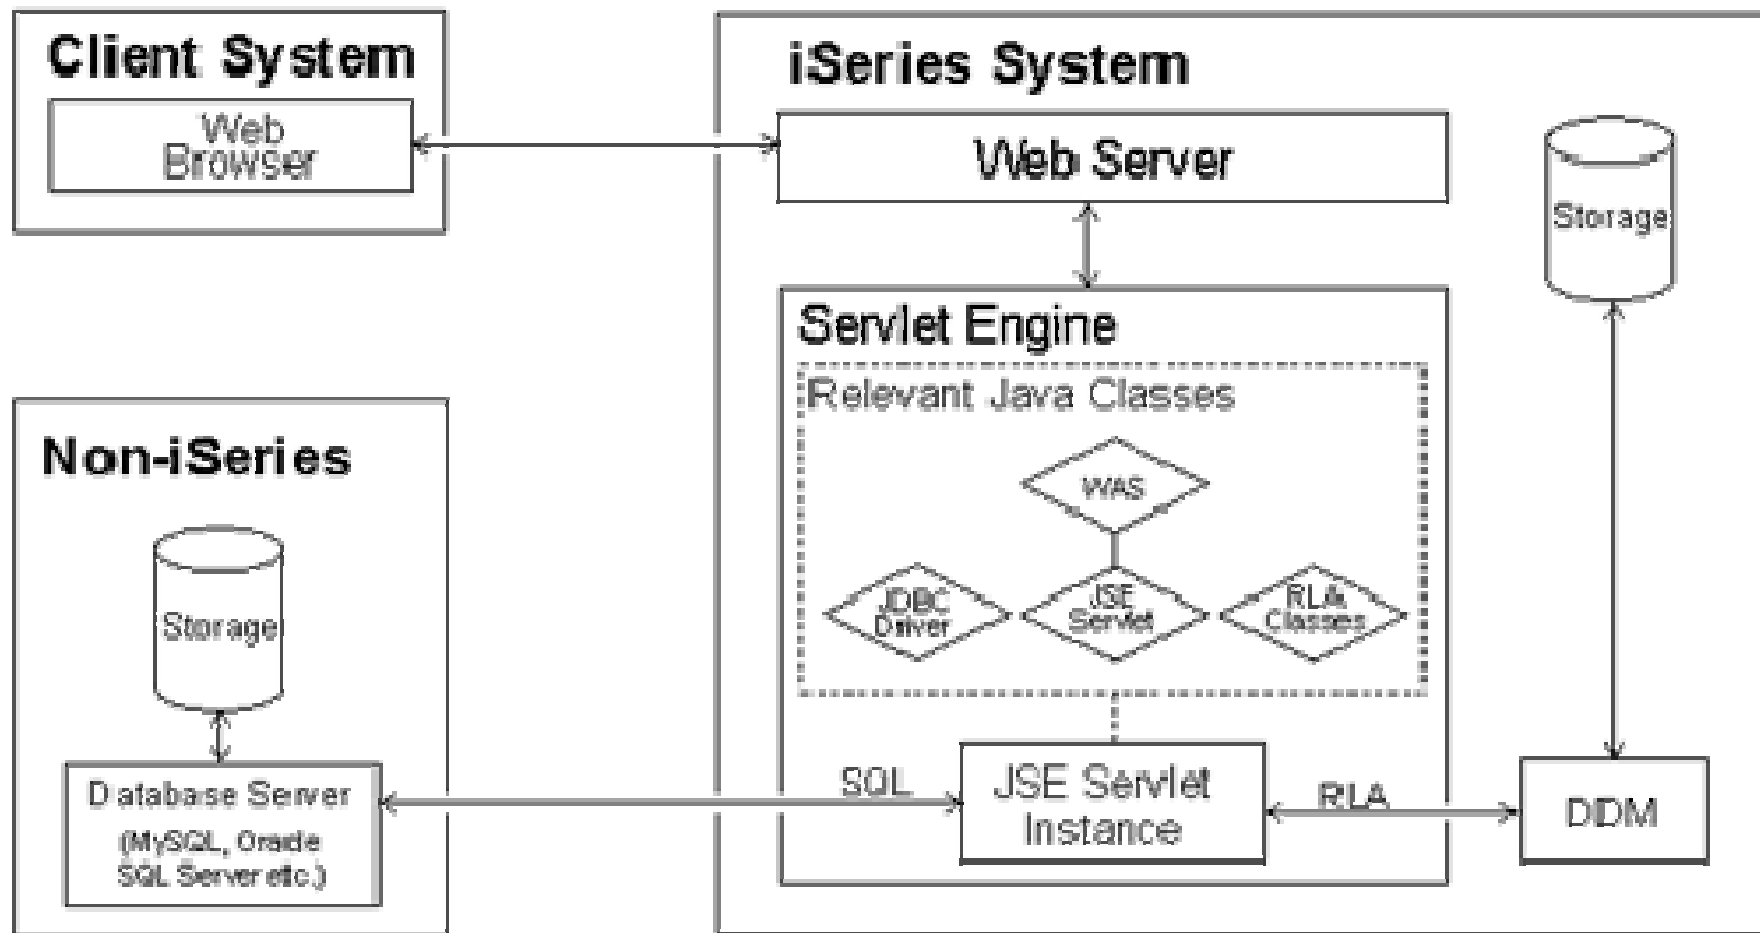 Client System
Web
Browser
iSeries System
Web Server
Storage
Servlet Engine
Relevant Java Classes
WAS
JDBC
Driver
JSE
Servlet
RLA
Classes
Non-iSeries
Storage
Database Server
(MySQL, Oracle
SQL Server etc.)
SQL
JSE Servlet
Instance
RLA
DDM